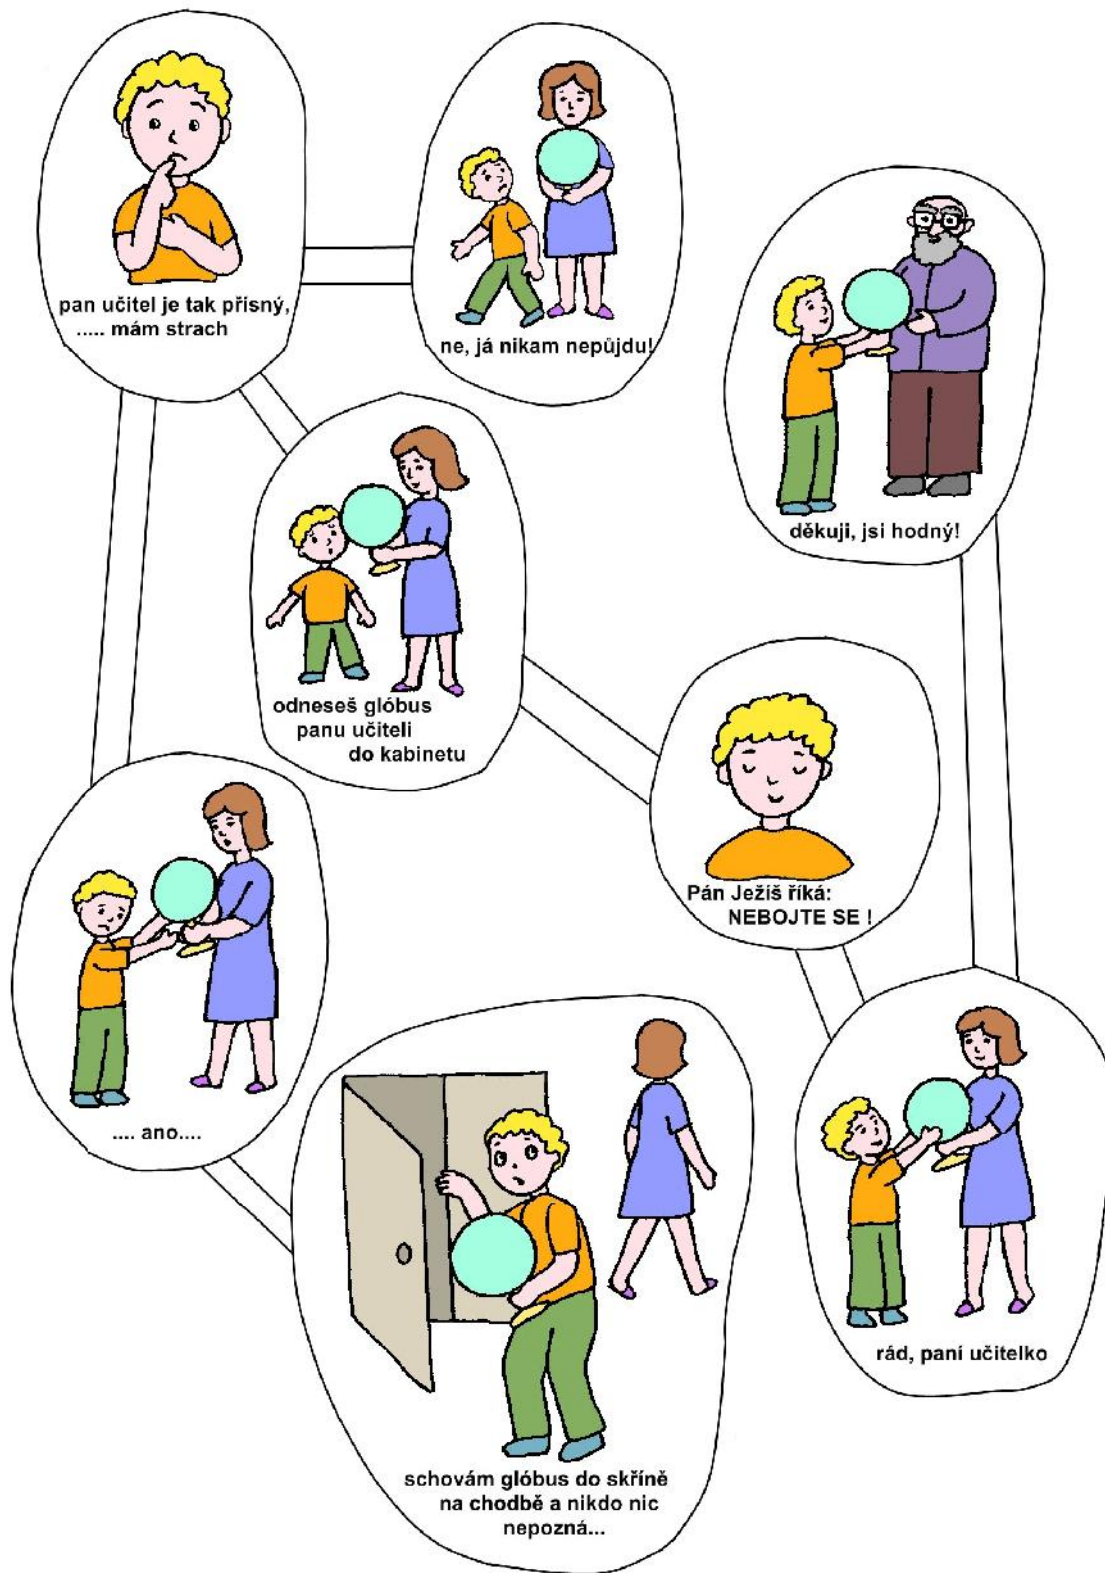 pan učitel je tak přísný,
..... mám strach
ne, já nikam nepůjdu!
děkuji, jsi hodný!
odneseš glóbus
panu učiteli
do kabinetu
Pán Ježíš říká:
NEBOJTE SE !
.... ano....
rád, paní učitelko
schovám glóbus do skříně
na chodbě a nikdo nic
nepozná...